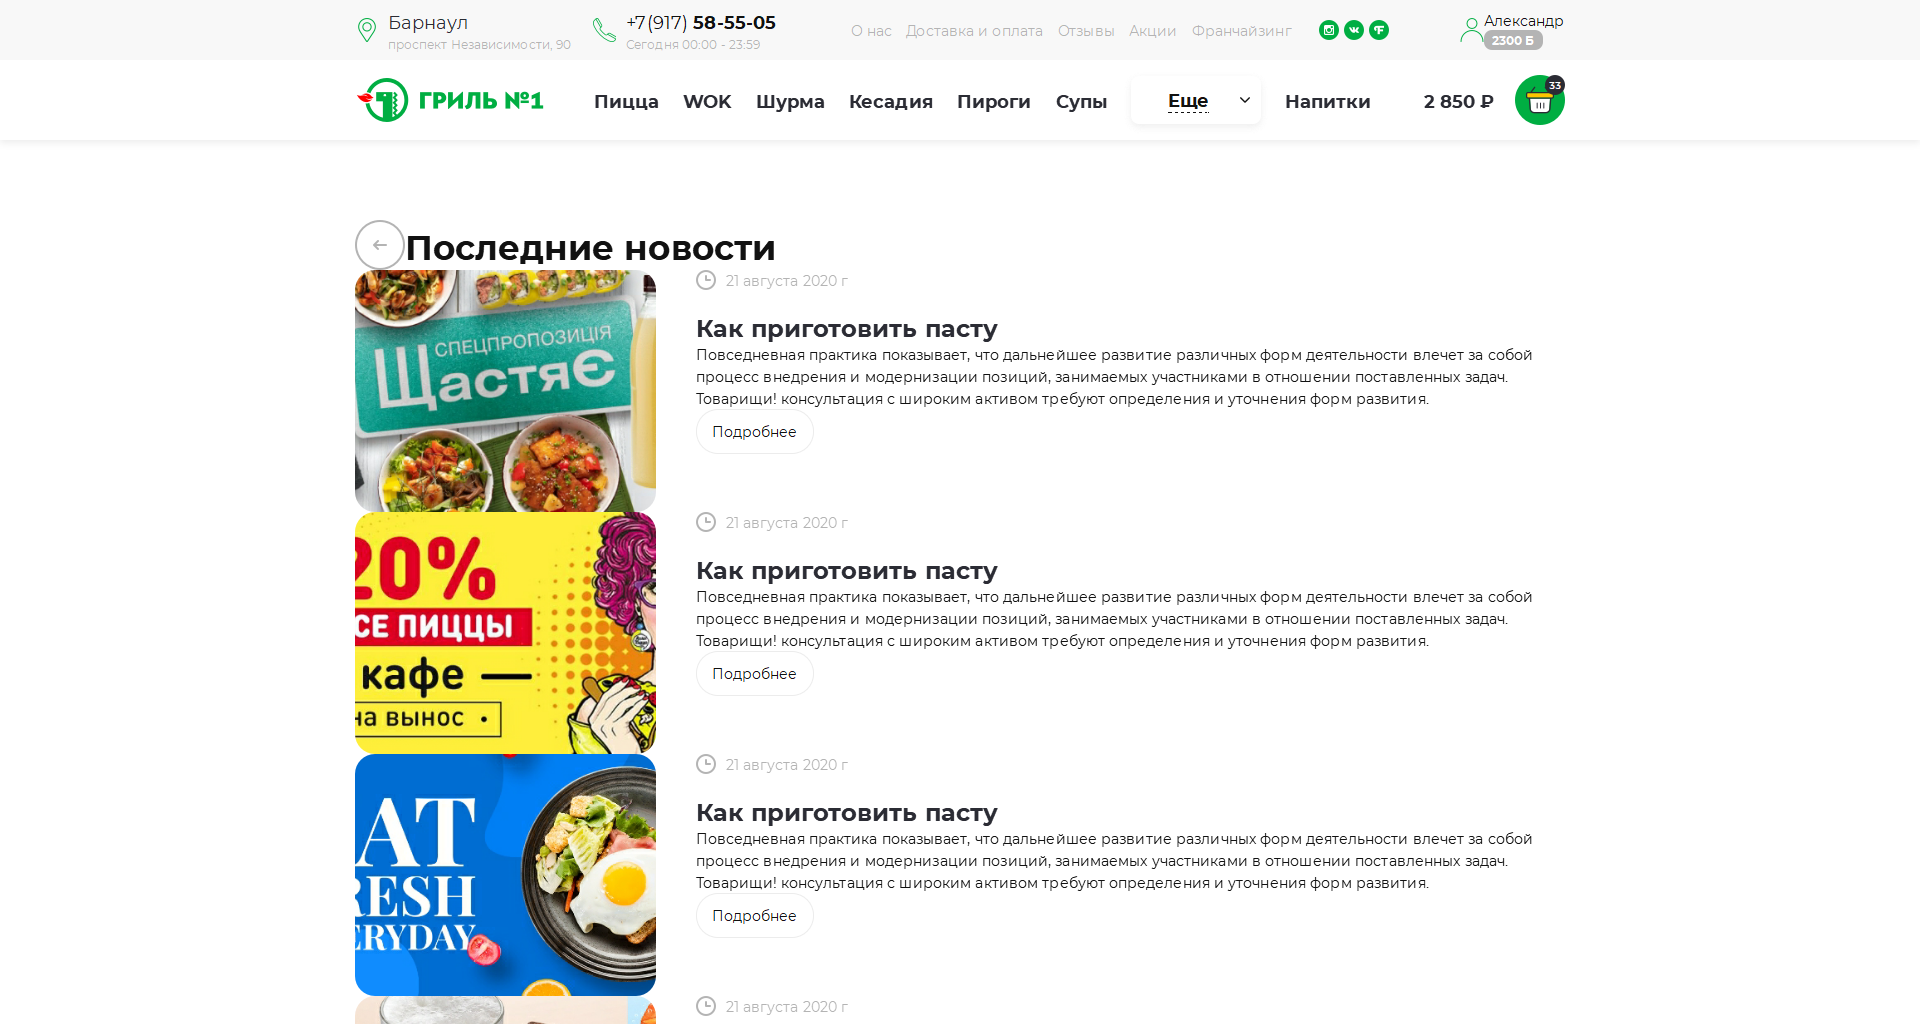 Барнаул
проспект Независимости, 90
+7(917) 58-55-05
Сегодня 00:00 - 23:59
О нас Доставка и оплата Отзывы Акции Франчайзинг
Александр
2300 Б
ГРИЛЬ №1
Пицца WOK Шурма Кесадия Пироги Супы Еще Напитки 2 850 ₽
33
Последние новости
СПЕЦПРОПОЗИЦІЯ
ЩастяЄ
21 августа 2020 г
Как приготовить пасту
Повседневная практика показывает, что дальнейшее развитие различных форм деятельности влечет за собой
процесс внедрения и модернизации позиций, занимаемых участниками в отношении поставленных задач.
Товарищи! консультация с широким активом требуют определения и уточнения форм развития.
Подробнее
20%
СЕ ПИЦЦЫ
кафе —
на вынос •
21 августа 2020 г
Как приготовить пасту
Повседневная практика показывает, что дальнейшее развитие различных форм деятельности влечет за собой
процесс внедрения и модернизации позиций, занимаемых участниками в отношении поставленных задач.
Товарищи! консультация с широким активом требуют определения и уточнения форм развития.
Подробнее
AT
RESH
ERYDAY
21 августа 2020 г
Как приготовить пасту
Повседневная практика показывает, что дальнейшее развитие различных форм деятельности влечет за собой
процесс внедрения и модернизации позиций, занимаемых участниками в отношении поставленных задач.
Товарищи! консультация с широким активом требуют определения и уточнения форм развития.
Подробнее
21 августа 2020 г